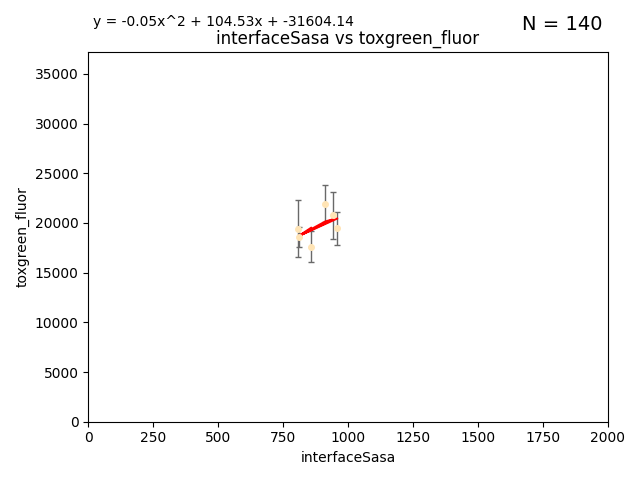 y = -0.05x^2 + 104.53x + -31604.14
N = 140
interfaceSasa vs toxgreen_fluor
35000
30000
25000
20000
15000
10000
5000
0
toxgreen_fluor
0 250 500 750 1000 1250 1500 1750 2000
interfaceSasa